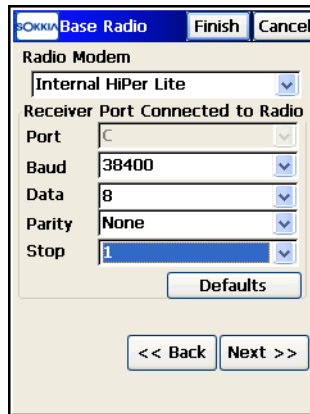 SOKKIA Base Radio Finish Cancel
Radio Modem
Internal HiPer Lite
Receiver Port Connected to Radio
Port C
Baud 38400
Data 8
Parity None
Stop 1
Defaults
<< Back Next >>